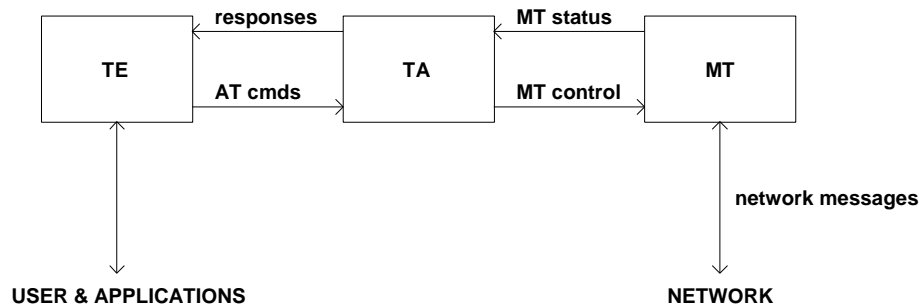 responses
MT status
TE
TA
MT
AT cmds
MT control
network messages
USER & APPLICATIONS
NETWORK